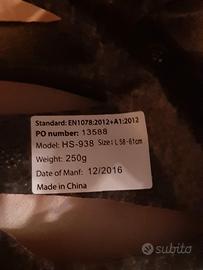 Standard: EN1078:2012+A1:2012
PO number: 13588
Model: HS-938 Size: L 58-61cm
Weight: 250g
Date of Manf: 12/2016
Made in China
subito